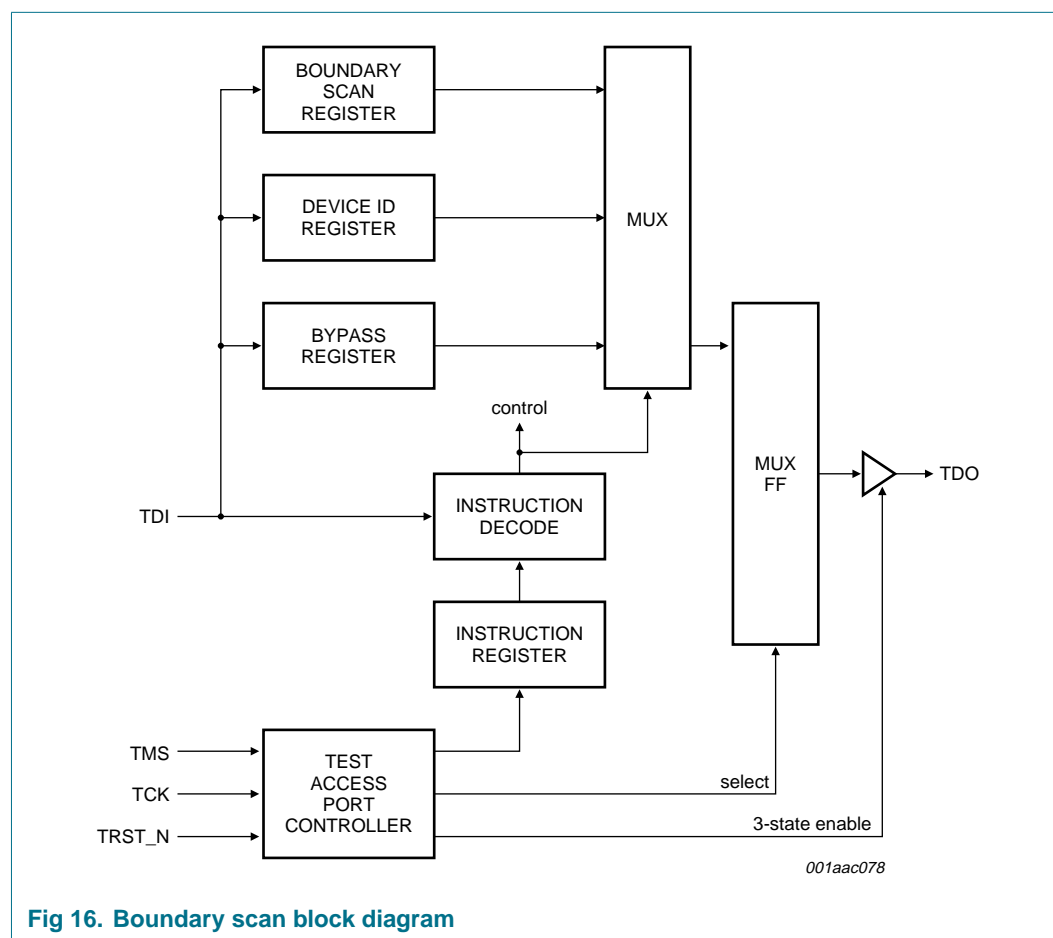 BOUNDARY
SCAN
REGISTER
DEVICE ID
REGISTER
MUX
BYPASS
REGISTER
control
MUX
FF
TDO
TDI
INSTRUCTION
DECODE
INSTRUCTION
REGISTER
TMS
TCK
TRST_N
TEST
ACCESS
PORT
CONTROLLER
select
3-state enable
001aac078
Fig 16. Boundary scan block diagram